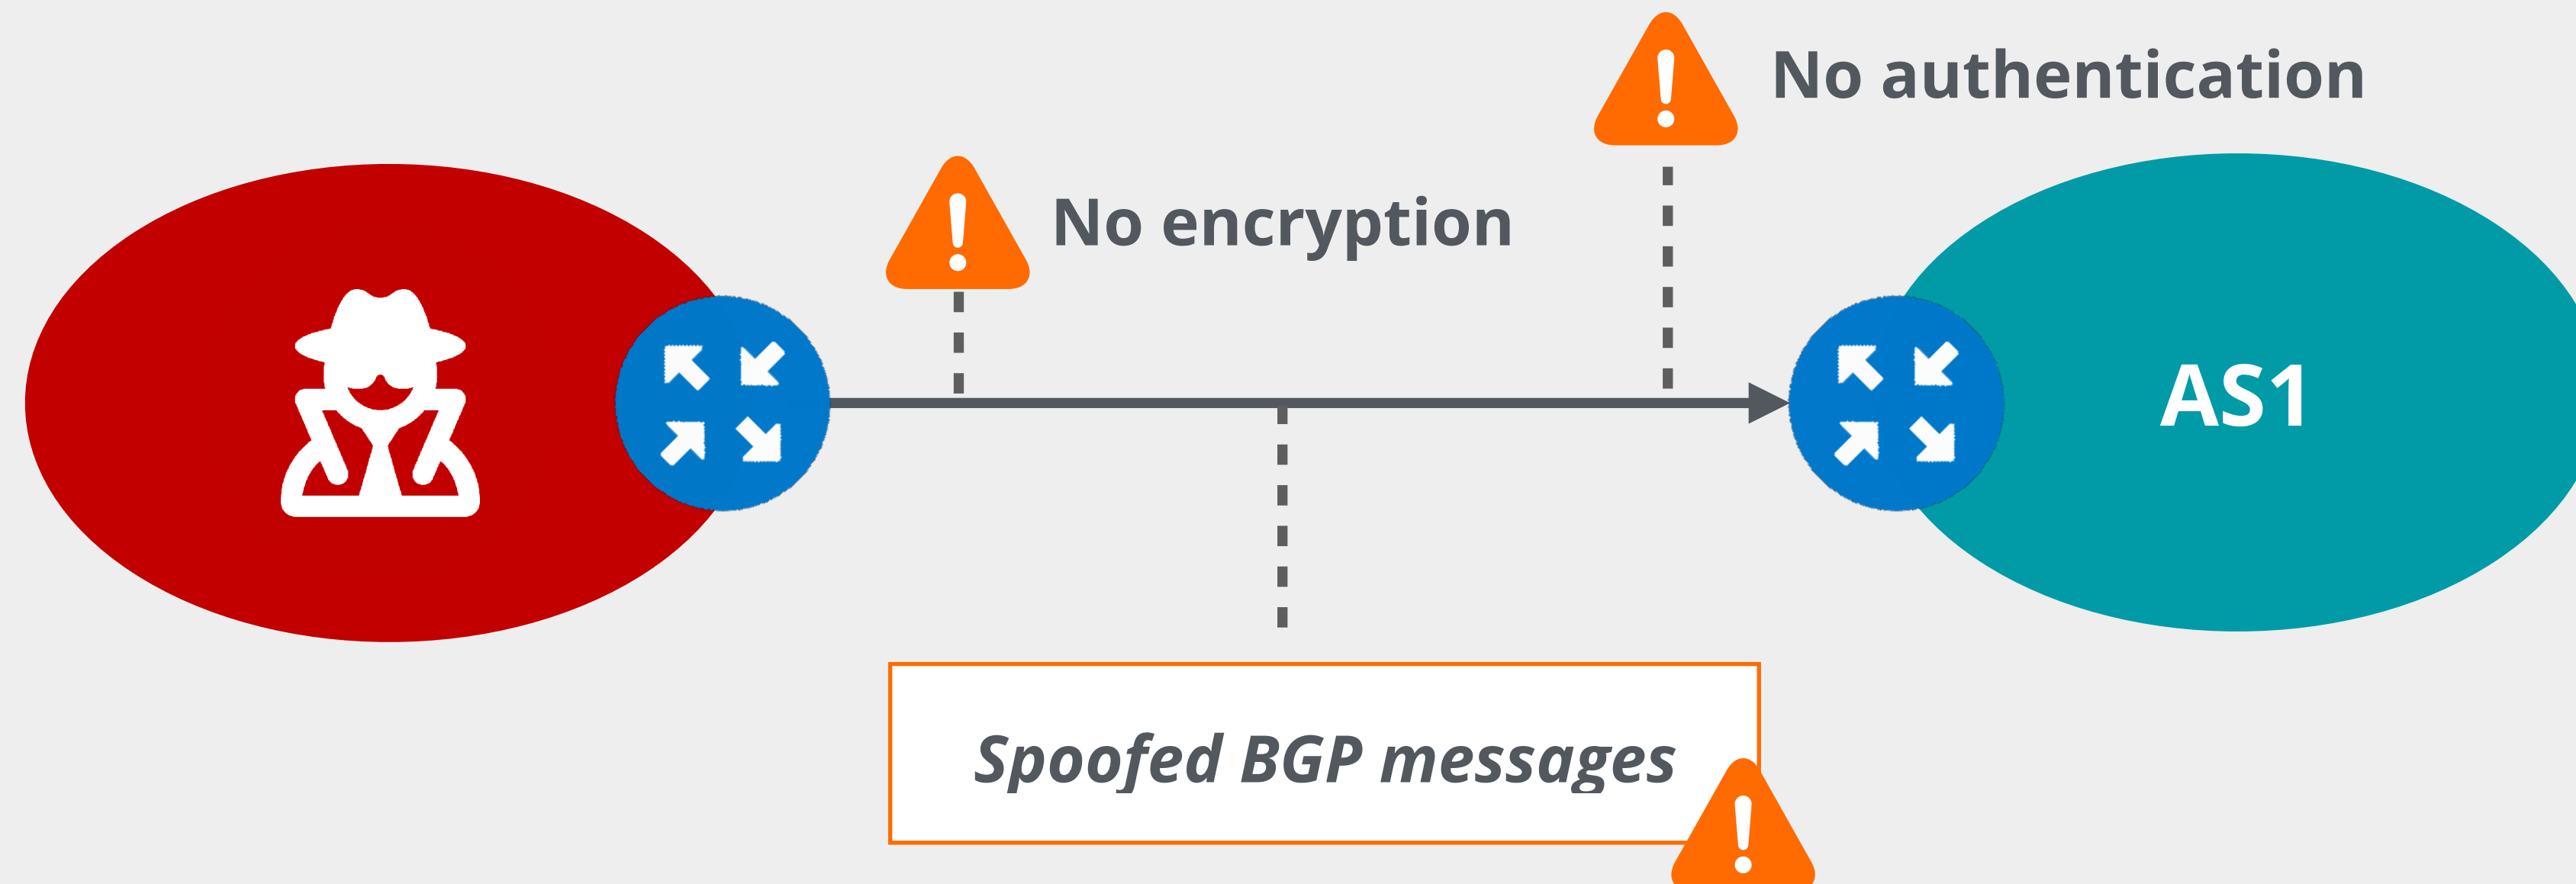 No authentication
No encryption
AS1
Spoofed BGP messages